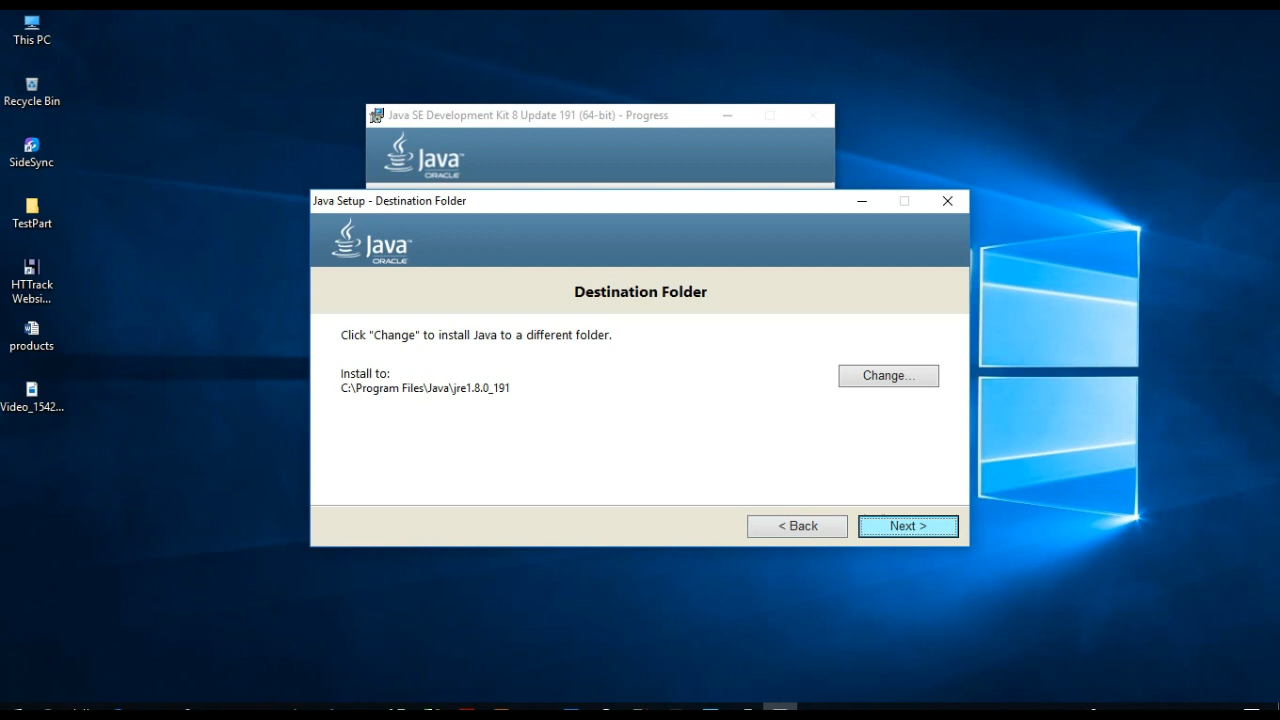 This PC
Recycle Bin
SideSync
TestPart
HTTrack
Websi...
products
Video_1542...
Java SE Development Kit 8 Update 191 (64-bit) - Progress
Java™
ORACLE
Java Setup - Destination Folder
Java™
ORACLE
Destination Folder
Click "Change" to install Java to a different folder.
Install to:
C:\Program Files\Java\jre1.8.0_191
Change...
< Back
Next >